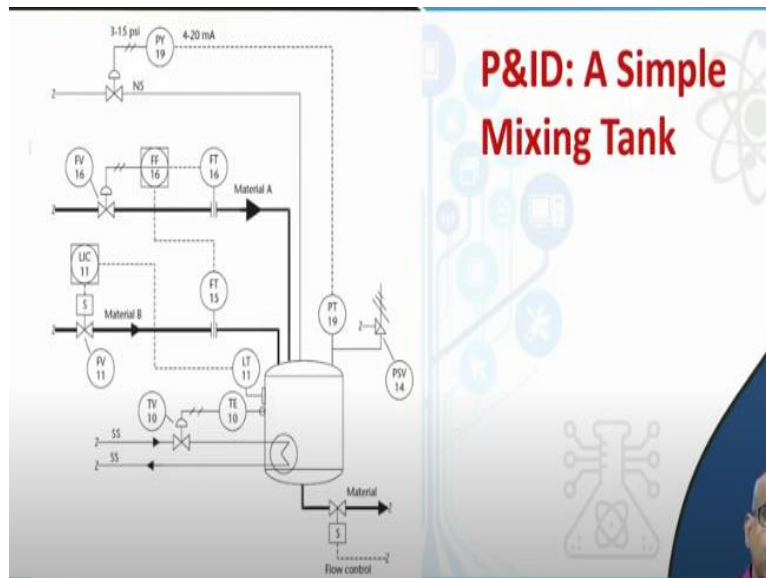 P&ID: A Simple
Mixing Tank
3-15 psi
PY
19
4-20 mA
NS
FV
16
FF
16
FT
16
Material A
LIC
11
S
Material B
FT
15
FV
11
PT
19
LT
11
PSV
14
TV
10
TE
10
SS
SS
Material
S
Flow control